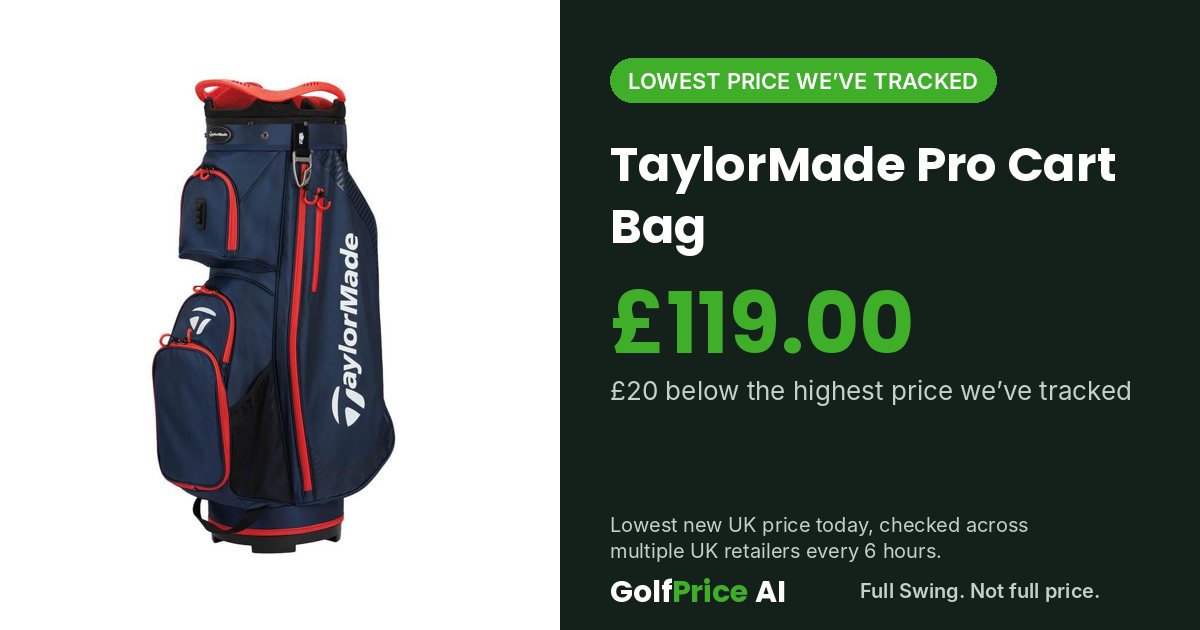 TaylorMade
TaylorMade
LOWEST PRICE WE’VE TRACKED
TaylorMade Pro Cart
Bag
£119.00
£20 below the highest price we’ve tracked
Lowest new UK price today, checked across
multiple UK retailers every 6 hours.
GolfPrice AI
Full Swing. Not full price.